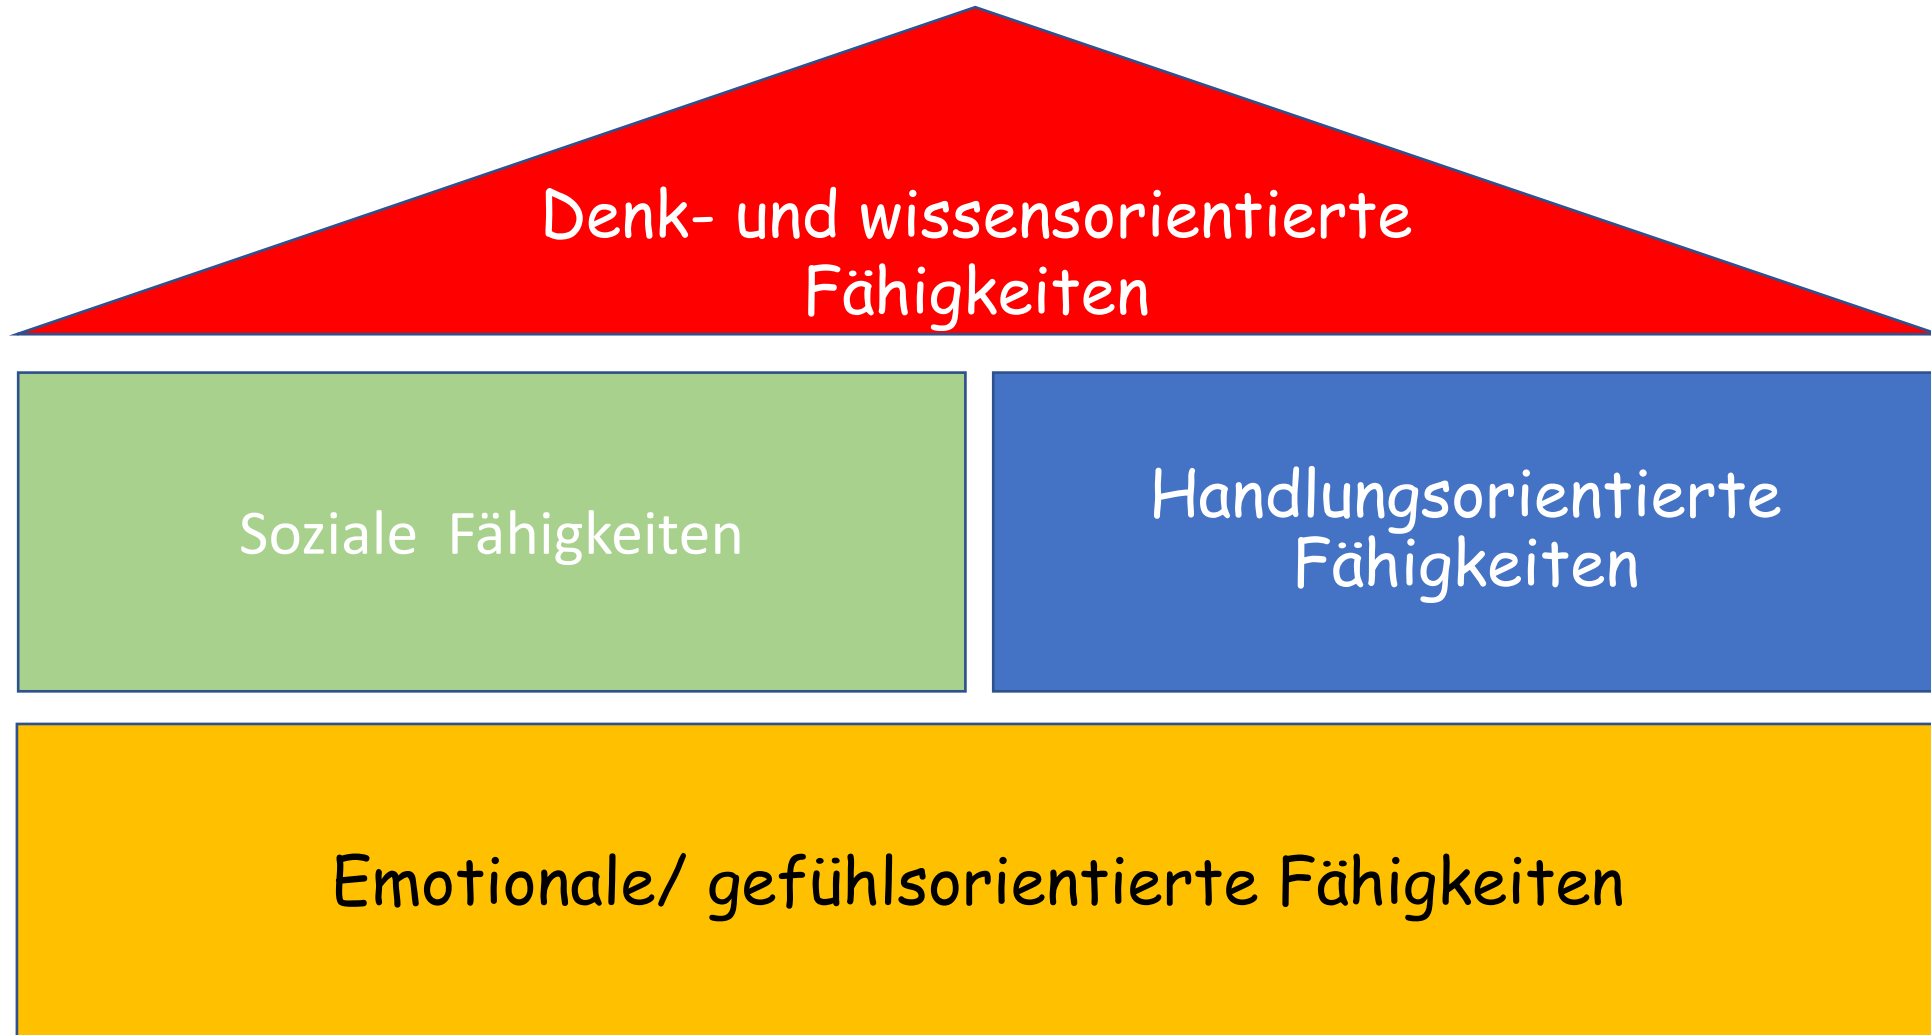 Denk- und wissensorientierte
Fähigkeiten
Soziale  Fähigkeiten
Handlungsorientierte
Fähigkeiten
Emotionale/ gefühlsorientierte Fähigkeiten